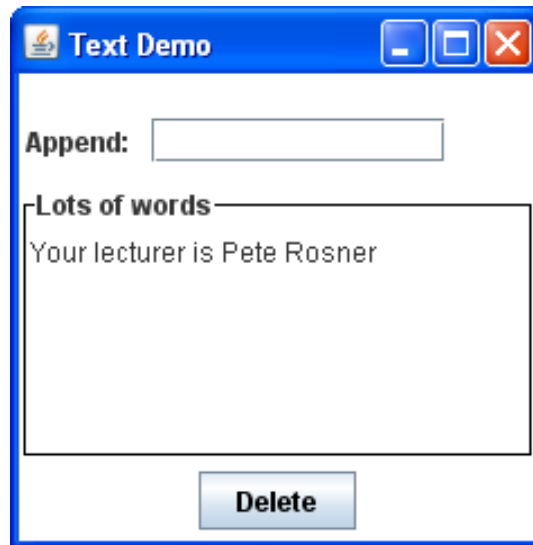 Text Demo
Append:
Lots of words
Your lecturer is Pete Rosner
Delete